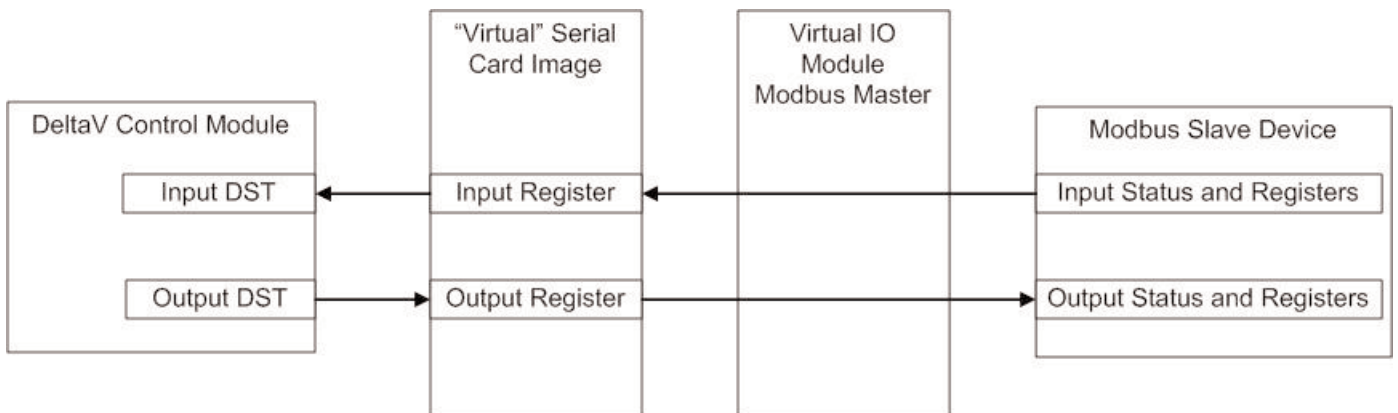 “Virtual” Serial
Card Image
Virtual IO
Module
Modbus Master
DeltaV Control Module
Modbus Slave Device
Input DST
Input Register
Input Status and Registers
Output DST
Output Register
Output Status and Registers